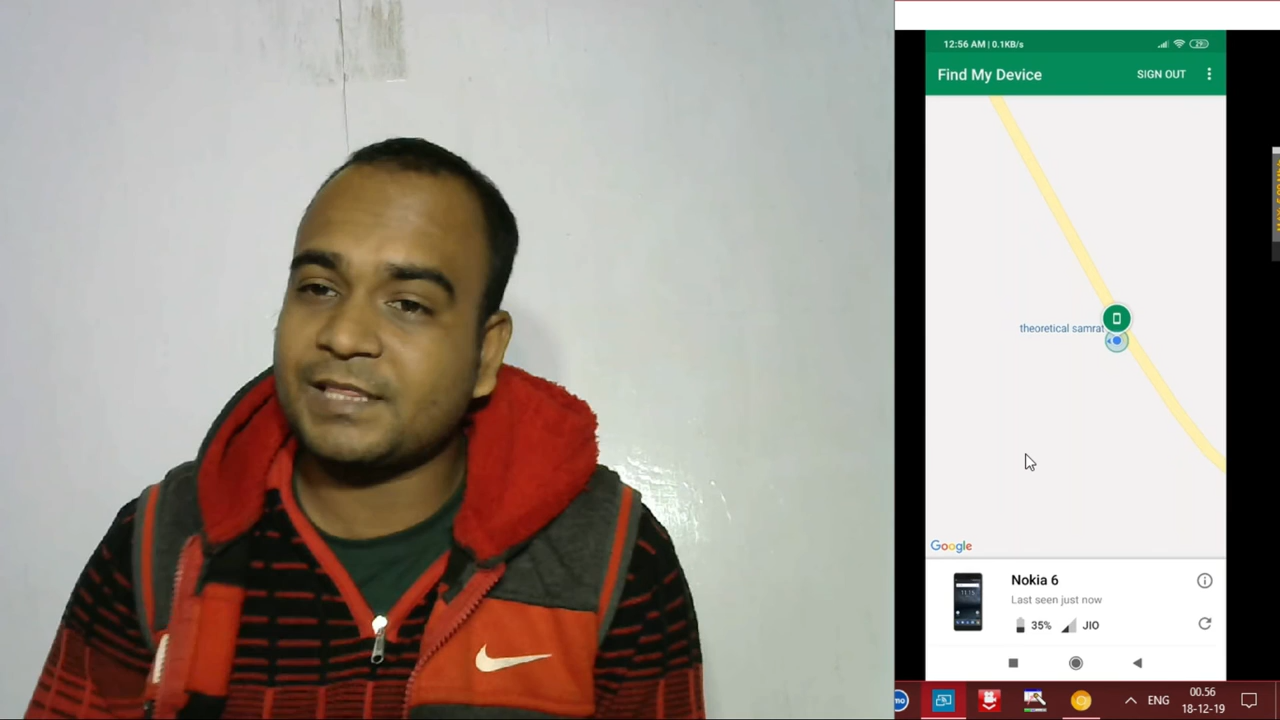 12:56 AM | 0.1KB/s
29
Find My Device
SIGN OUT
theoretical samrat
Google
Nokia 6
Last seen just now
35%
JIO
ENG
00.56
18-12-19